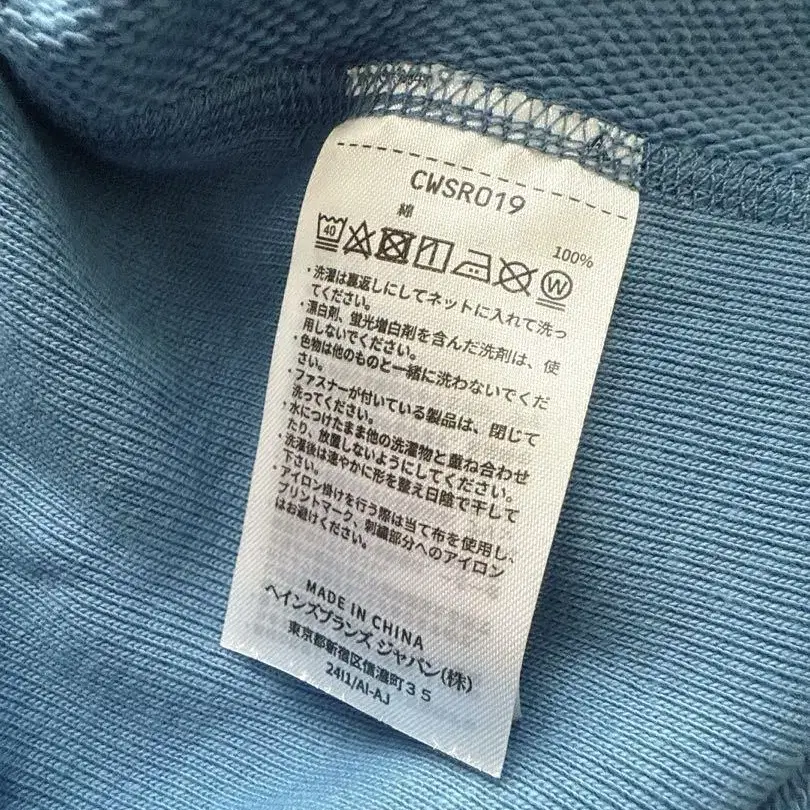 CWSR019
綿 100%
40
W
・洗濯は裏返しにしてネットに入れて洗っ
てください。
・漂白剤、蛍光増白剤を含んだ洗剤は、使
用しないでください。
・色物は他のものと一緒に洗わないでくだ
さい。
・ファスナーが付いている製品は、閉じて
洗ってください。
・水につけたまま他の洗濯物と重ね合わせ
たり、放置しないようにしてください。
・洗濯後は速やかに形を整え日陰で干して
下さい。
・アイロン掛けを行う際は当て布を使用し、
プリントマーク、刺繍部分へのアイロン
はお避けください。
MADE IN CHINA
ヘインズブランズ ジャパン(株)
東京都新宿区信濃町35
24I1/AI-AJ